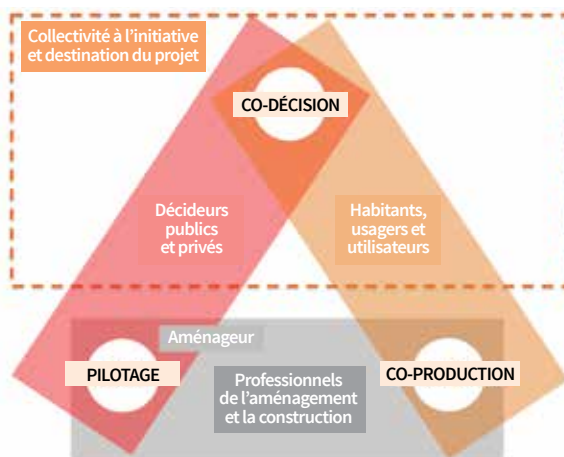 Collectivité à l'initiative
et destination du projet
CO-DÉCISION
Décideurs
publics
et privés
Habitants,
usagers et
utilisateurs
Aménageur
PILOTAGE
CO-PRODUCTION
Professionnels
de l'aménagement
et la construction